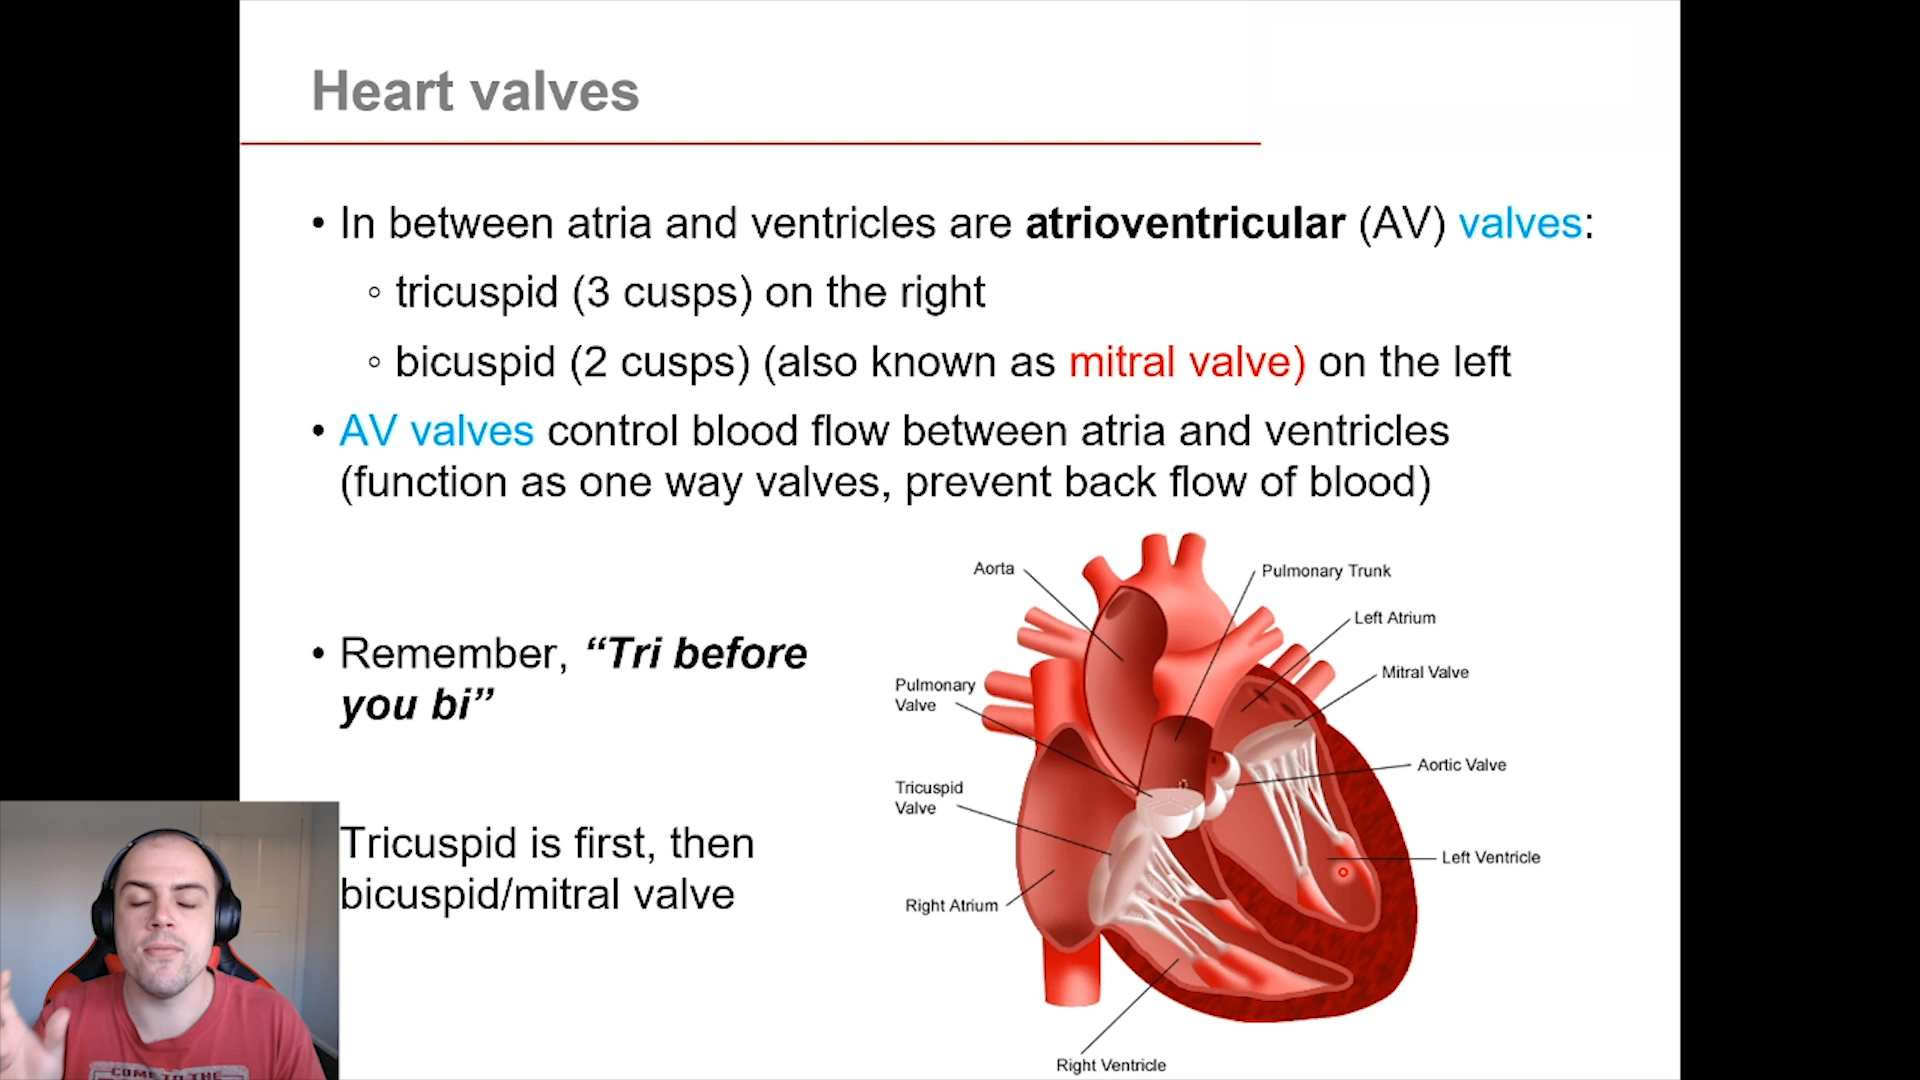 Heart valves
• In between atria and ventricles are atrioventricular (AV) valves:
◦ tricuspid (3 cusps) on the right
◦ bicuspid (2 cusps) (also known as mitral valve) on the left
• AV valves control blood flow between atria and ventricles
(function as one way valves, prevent back flow of blood)
• Remember, “Tri before
you bi”
Tricuspid is first, then
bicuspid/mitral valve
Aorta
Pulmonary Trunk
Left Atrium
Mitral Valve
Pulmonary
Valve
Aortic Valve
Tricuspid
Valve
Left Ventricle
Right Atrium
Right Ventricle
COME TO THE